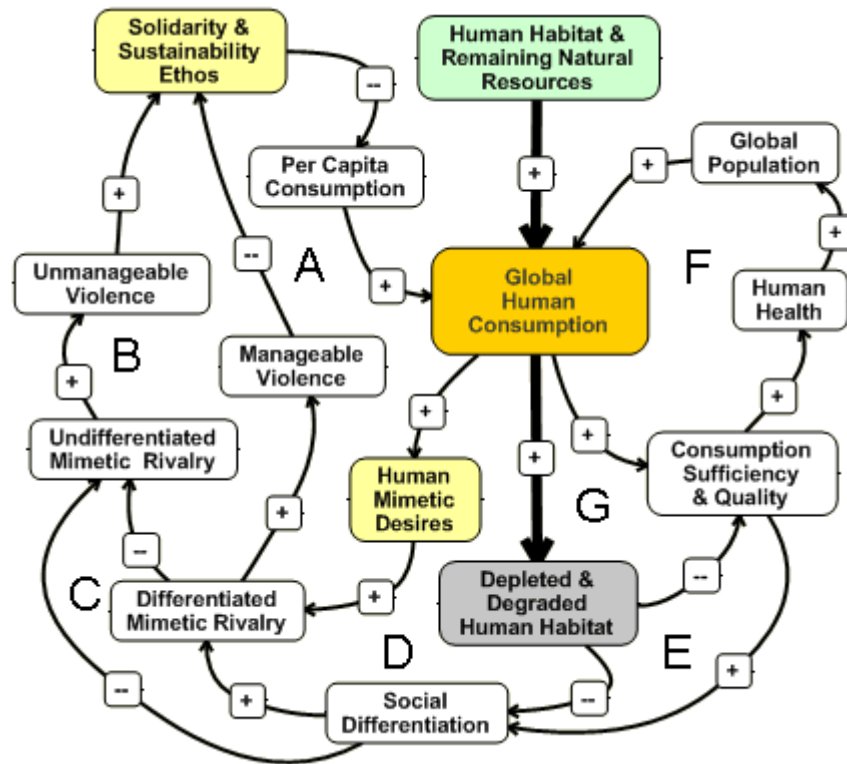 Solidarity &
Sustainability
Ethos
Human Habitat &
Remaining Natural
Resources
--
Global
Population
+
Per Capita
Consumption
+
+
+
--
A
F
+
Unmanageable
Violence
Global
Human
Consumption
Human
Health
+
B
Manageable
Violence
+
+
+
Undifferentiated
Mimetic Rivalry
+
Consumption
Sufficiency
& Quality
Human
Mimetic
Desires
+
G
+
--
--
C
Differentiated
Mimetic Rivalry
+
Depleted &
Degraded
Human Habitat
D
E
+
--
+
--
Social
Differentiation